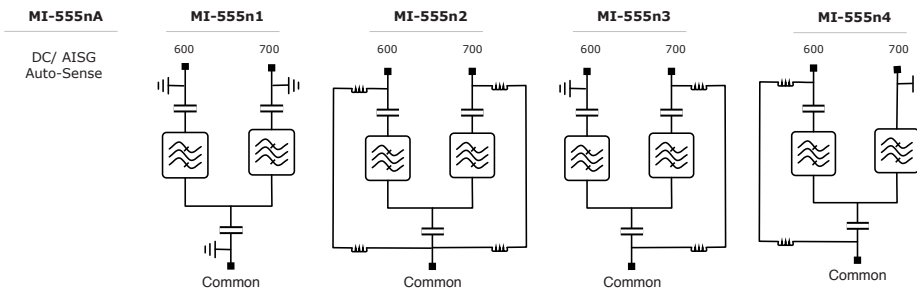 MI-555nA
MI-555n1
MI-555n2
MI-555n3
MI-555n4
DC/ AISG
Auto-Sense
600 700
600 700
600 700
600 700
Common
Common
Common
Common